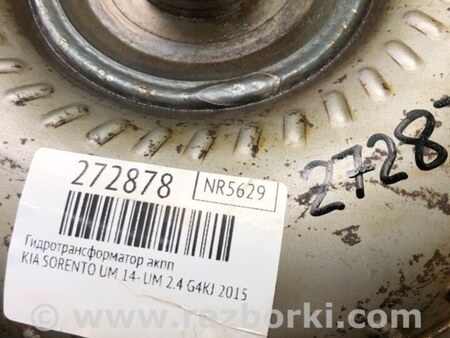 272878
NR5629
Гидротрансформатор акпп
KIA SORENTO UM 14- UM 2.4 G4KJ 2015
2728
© www.razborki.com